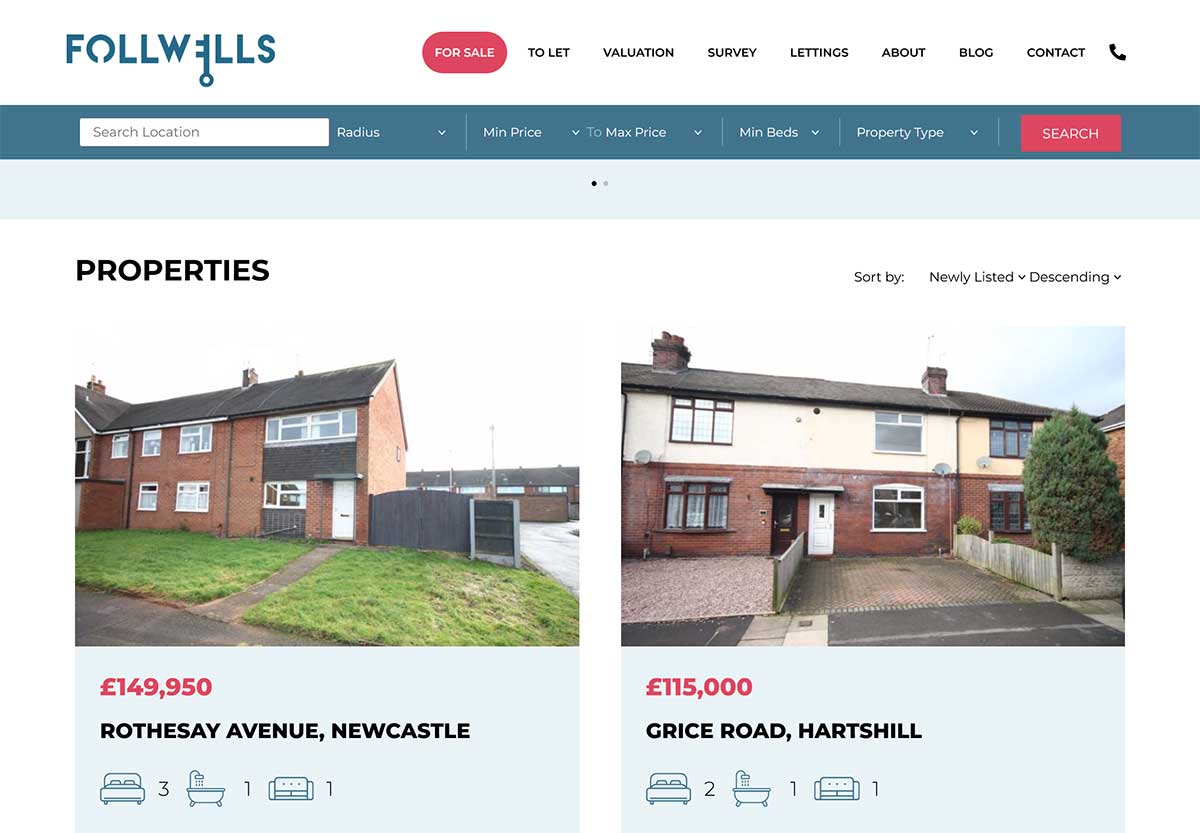 FOLLWELLS
FOR SALE TO LET VALUATION SURVEY LETTINGS ABOUT BLOG CONTACT
Search Location Radius Min Price To Max Price Min Beds Property Type SEARCH
PROPERTIES
Sort by: Newly Listed Descending
£149,950
ROTHESAY AVENUE, NEWCASTLE
3 1 1
£115,000
GRICE ROAD, HARTSHILL
2 1 1